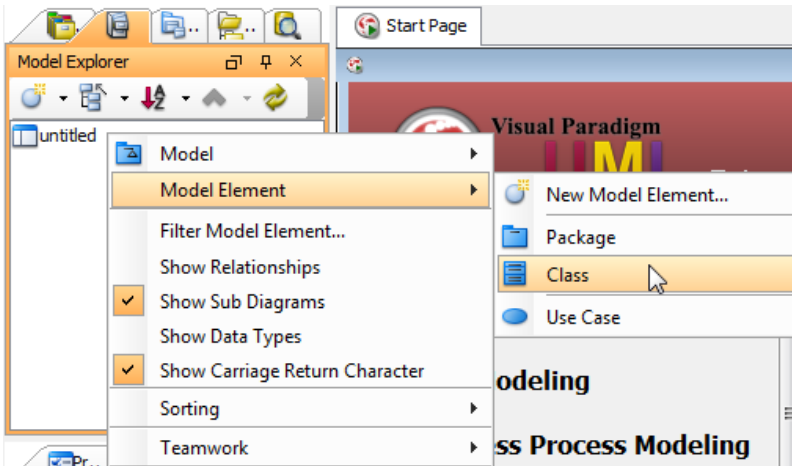 Start Page
Model Explorer
untitled
Visual Paradigm
UML
Model
Model Element
Filter Model Element...
Show Relationships
Show Sub Diagrams
Show Data Types
Show Carriage Return Character
Sorting
Teamwork
New Model Element...
Package
Class
Use Case
odeling
ss Process Modeling
Pr..